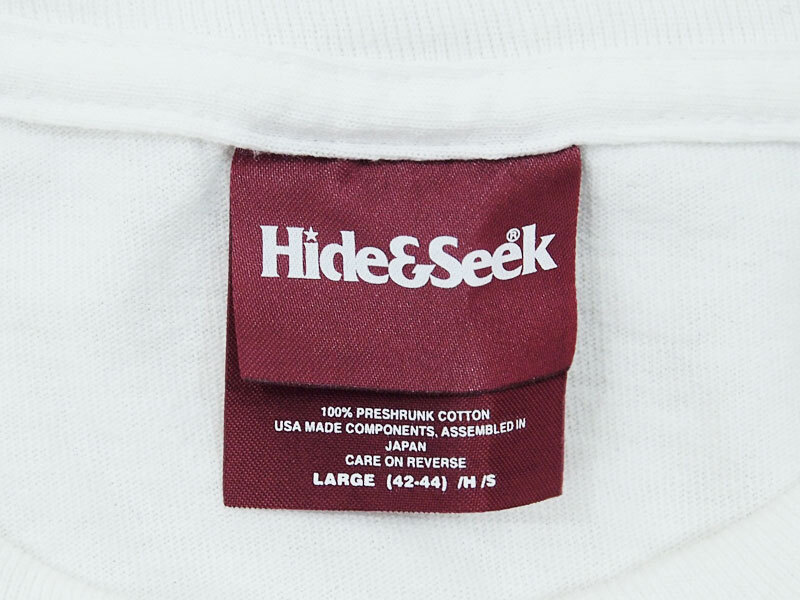 Hide&Seek®
100% PRESHRUNK COTTON
USA MADE COMPONENTS, ASSEMBLED IN
JAPAN
CARE ON REVERSE
LARGE (42-44) /H /S